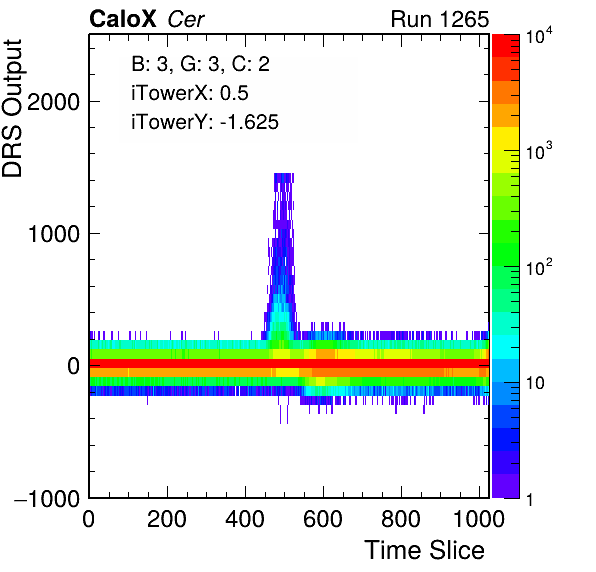 CaloX Cer Run 1265
B: 3, G: 3, C: 2
iTowerX: 0.5
iTowerY: -1.625
DRS Output
2000
1000
0
−1000
0 200 400 600 800 1000
Time Slice
10^4
10^3
10^2
10
1